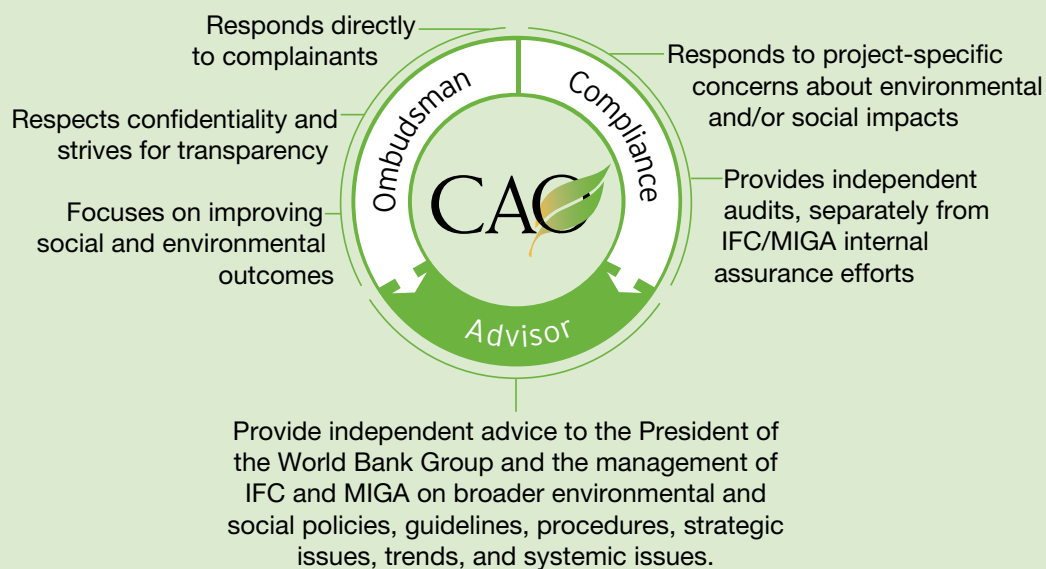 Responds directly
to complainants
Respects confidentiality and
strives for transparency
Focuses on improving
social and environmental
outcomes
Ombudsman
Compliance
CAO
Advisor
Responds to project-specific
concerns about environmental
and/or social impacts
Provides independent
audits, separately from
IFC/MIGA internal
assurance efforts
Provide independent advice to the President of
the World Bank Group and the management of
IFC and MIGA on broader environmental and
social policies, guidelines, procedures, strategic
issues, trends, and systemic issues.